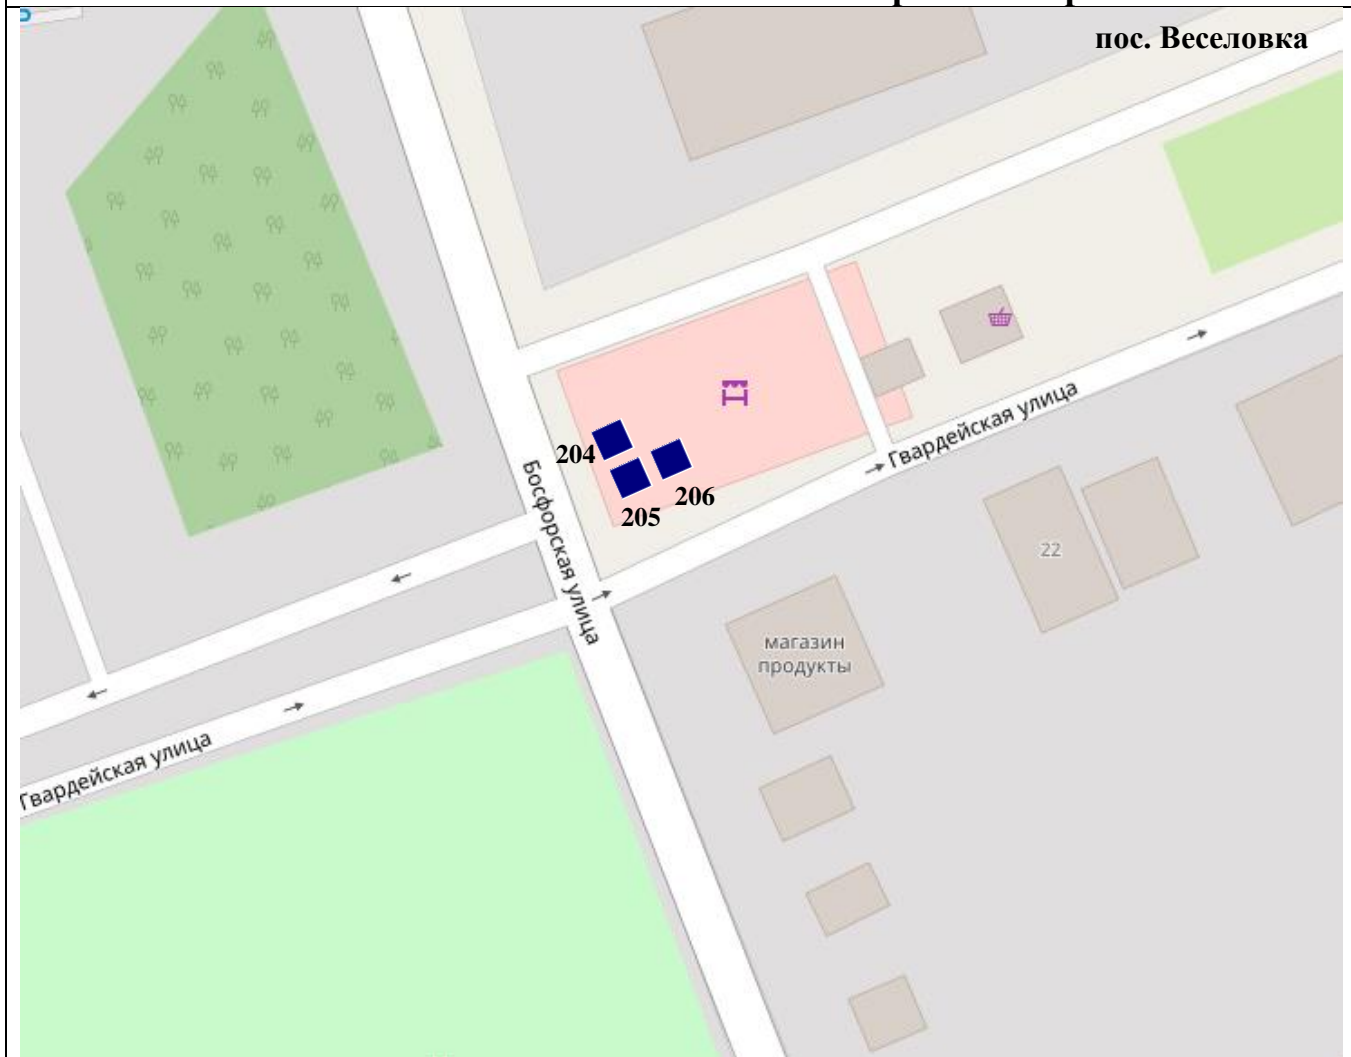 пос. Веселовка
204
206
205
Гвардейская улица
Босфорская улица
22
магазин
продукты
Гвардейская улица